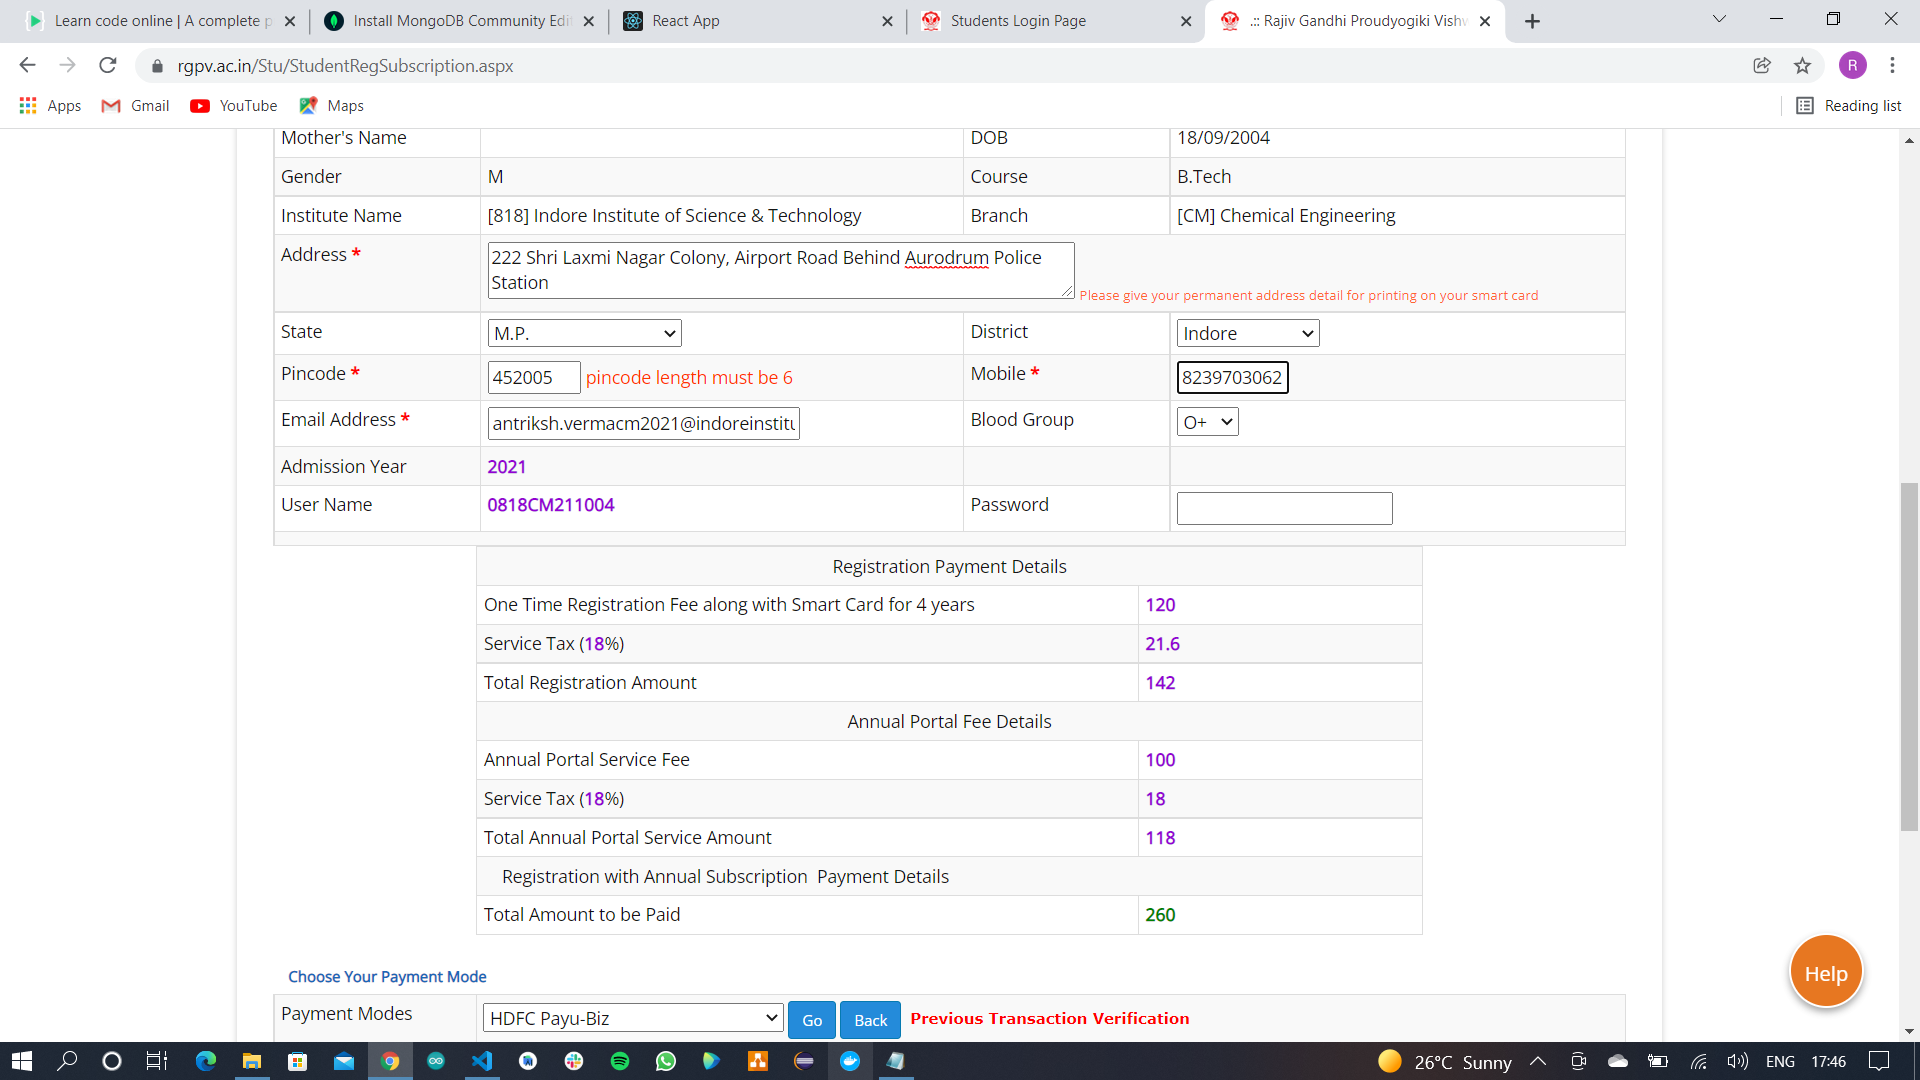 Learn code online | A complete p
Install MongoDB Community Edit
React App
Students Login Page
.:: Rajiv Gandhi Proudyogiki Vishw
rgpv.ac.in/Stu/StudentRegSubscription.aspx
R
Apps
Gmail
YouTube
Maps
Reading list
Mother's Name
DOB
18/09/2004
Gender
M
Course
B.Tech
Institute Name
[818] Indore Institute of Science & Technology
Branch
[CM] Chemical Engineering
Address *
222 Shri Laxmi Nagar Colony, Airport Road Behind Aurodrum Police
Station
Please give your permanent address detail for printing on your smart card
State
M.P.
District
Indore
Pincode *
452005
pincode length must be 6
Mobile *
8239703062
Email Address *
antriksh.vermacm2021@indoreinstitu
Blood Group
O+
Admission Year
2021
User Name
0818CM211004
Password
Registration Payment Details
One Time Registration Fee along with Smart Card for 4 years
120
Service Tax (18%)
21.6
Total Registration Amount
142
Annual Portal Fee Details
Annual Portal Service Fee
100
Service Tax (18%)
18
Total Annual Portal Service Amount
118
Registration with Annual Subscription Payment Details
Total Amount to be Paid
260
Help
Choose Your Payment Mode
Payment Modes
HDFC Payu-Biz
Go
Back
Previous Transaction Verification
26°C Sunny
ENG
17:46